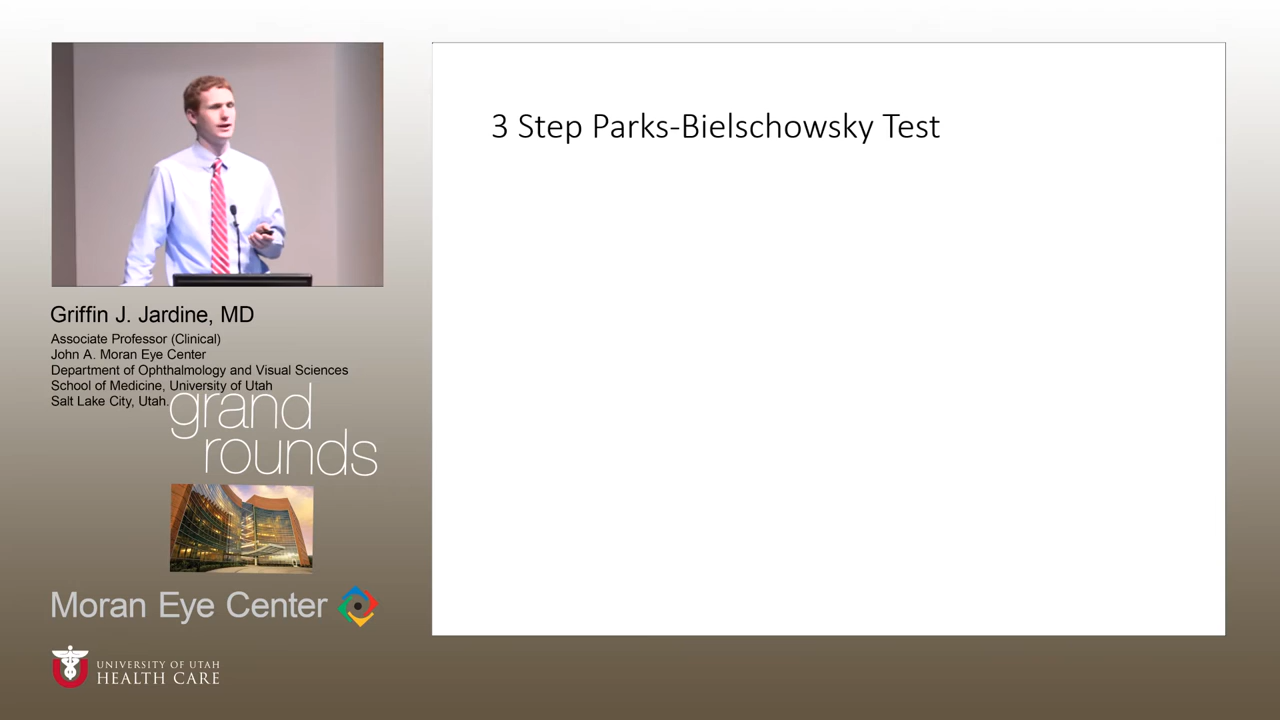 3 Step Parks-Bielschowsky Test
Griffin J. Jardine, MD
Associate Professor (Clinical)
John A. Moran Eye Center
Department of Ophthalmology and Visual Sciences
School of Medicine, University of Utah
Salt Lake City, Utah.
grand
rounds
Moran Eye Center
U
UNIVERSITY OF UTAH
HEALTH CARE